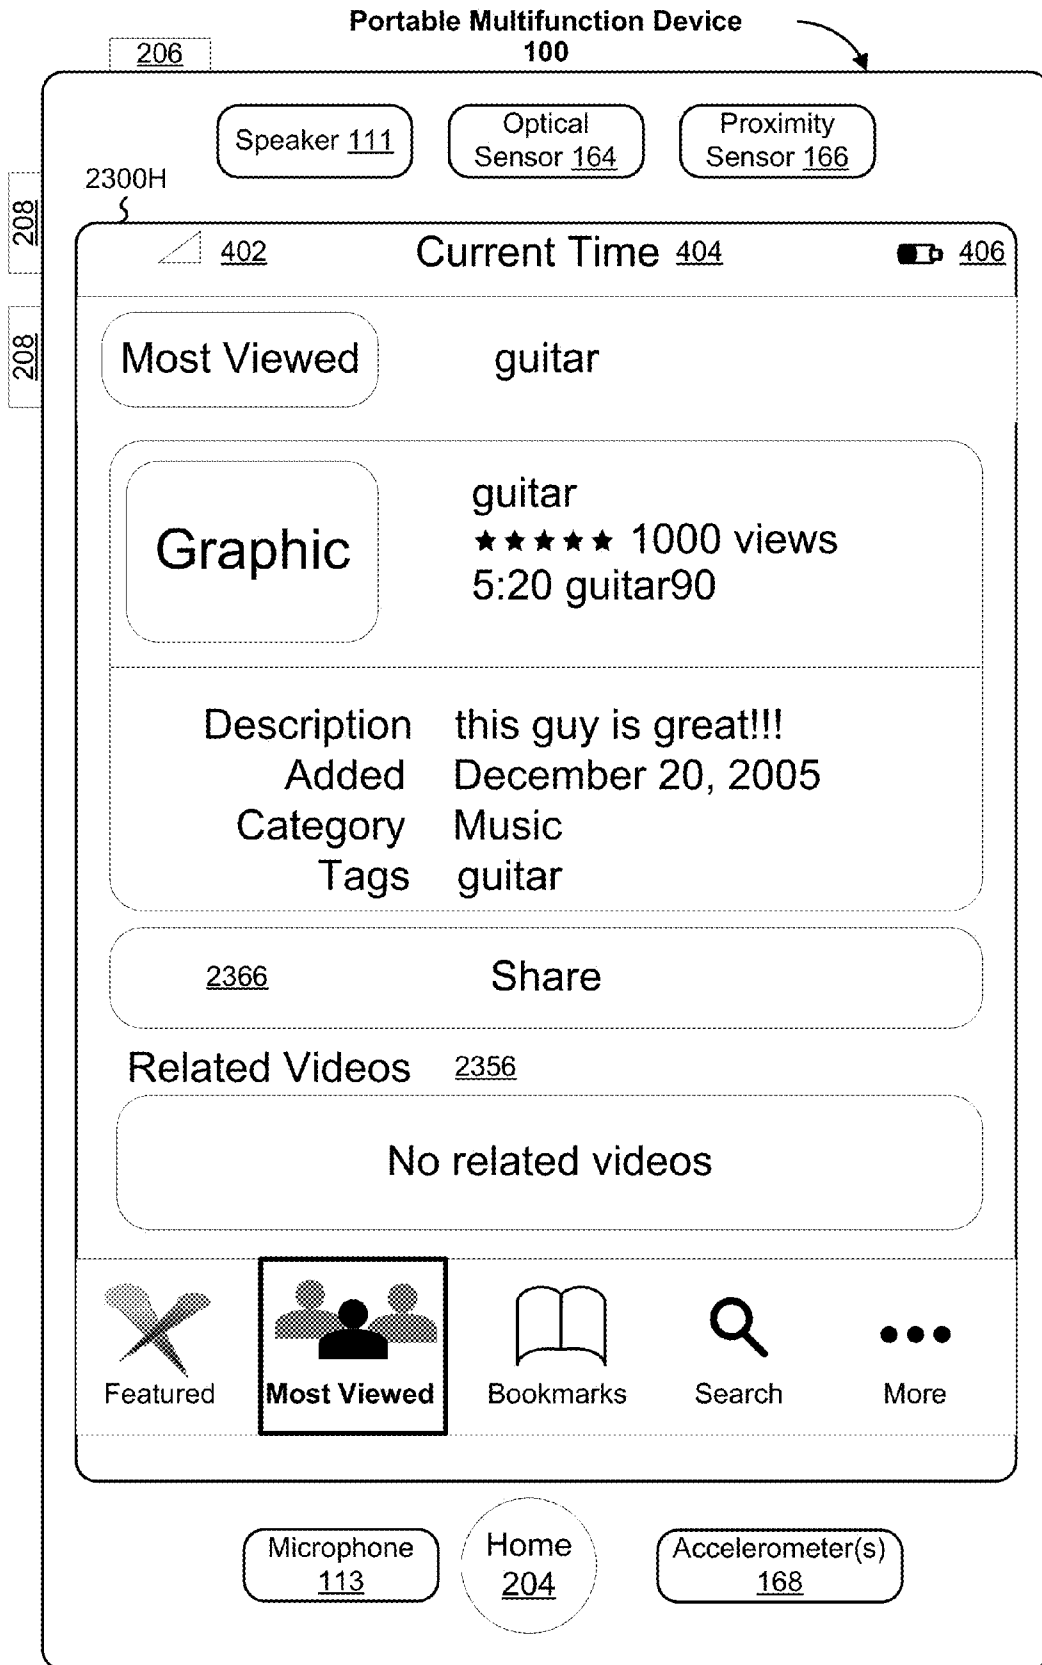 Portable Multifunction Device
100
206
Speaker 111
Optical
Sensor 164
Proximity
Sensor 166
2300H
208
208
402
Current Time 404
406
Most Viewed
guitar
Graphic
guitar
★★★★★ 1000 views
5:20 guitar90
Description this guy is great!!!
Added December 20, 2005
Category Music
Tags guitar
2366 Share
Related Videos 2356
No related videos
Featured
Most Viewed
Bookmarks
Search
More
Microphone
113
Home
204
Accelerometer(s)
168